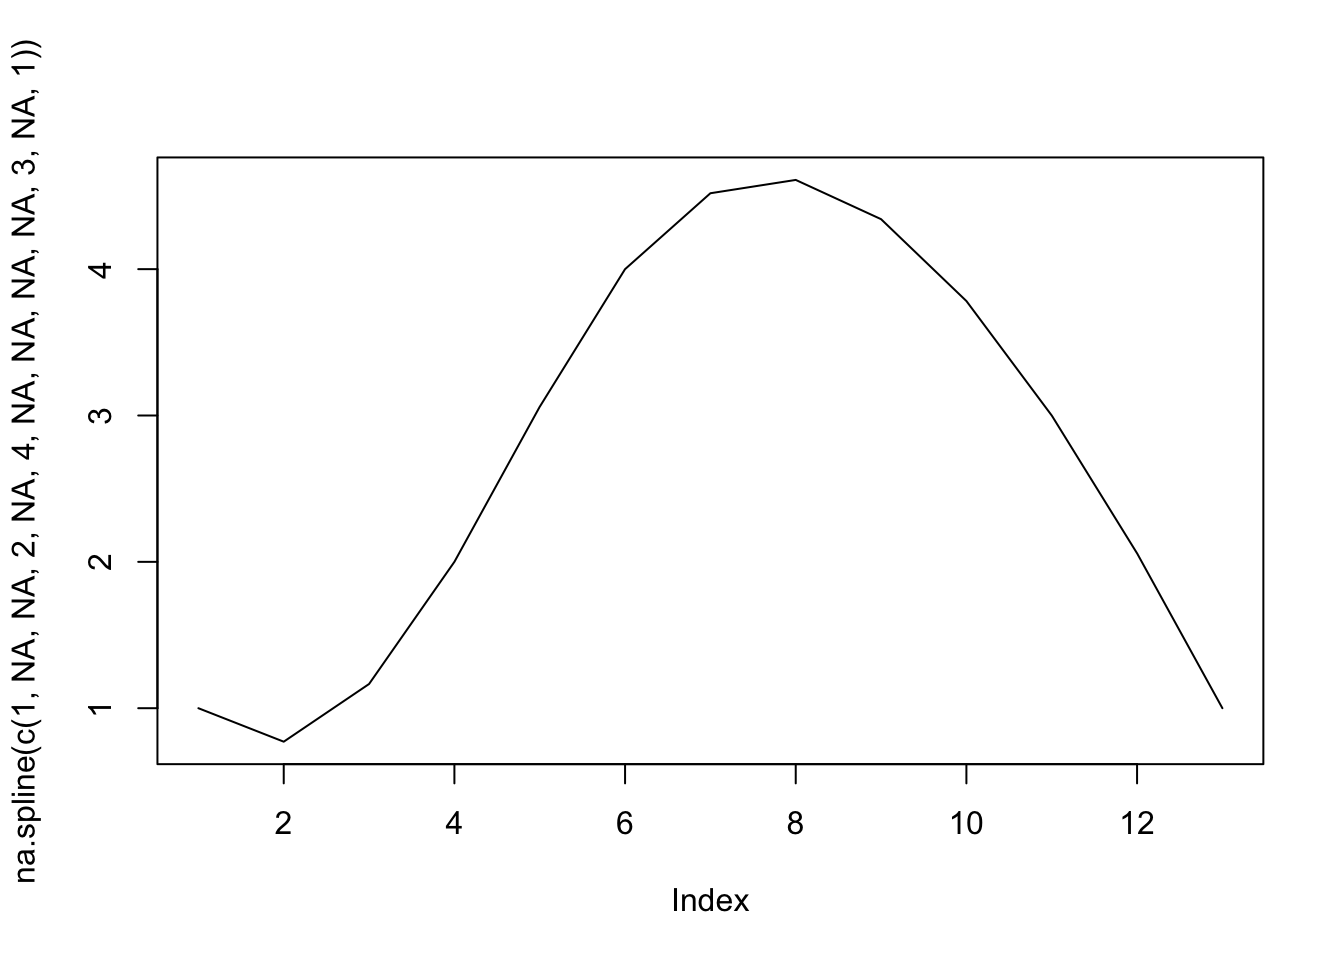 na.spline(c(1, NA, NA, 2, NA, 4, NA, NA, NA, NA, 3, NA, 1))
4
3
2
1
2 4 6 8 10 12
Index